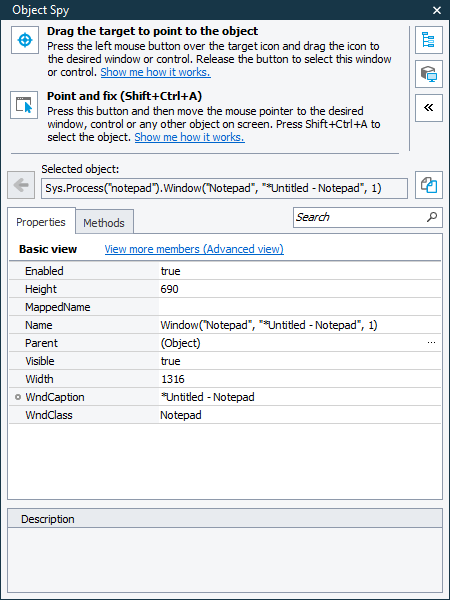 Object Spy
Drag the target to point to the object
Press the left mouse button over the target icon and drag the icon to
the desired window or control. Release the button to select this window
or control. Show me how it works.
Point and fix (Shift+Ctrl+A)
Press this button and then move the mouse pointer to the desired
window, control or any other object on screen. Press Shift+Ctrl+A to
select the object. Show me how it works.
Selected object:
Sys.Process("notepad").Window("Notepad", "*Untitled - Notepad", 1)
Properties Methods Search
Basic view View more members (Advanced view)
Enabled true
Height 690
MappedName
Name Window("Notepad", "*Untitled - Notepad", 1)
Parent (Object) ...
Visible true
Width 1316
WndCaption *Untitled - Notepad
WndClass Notepad
Description